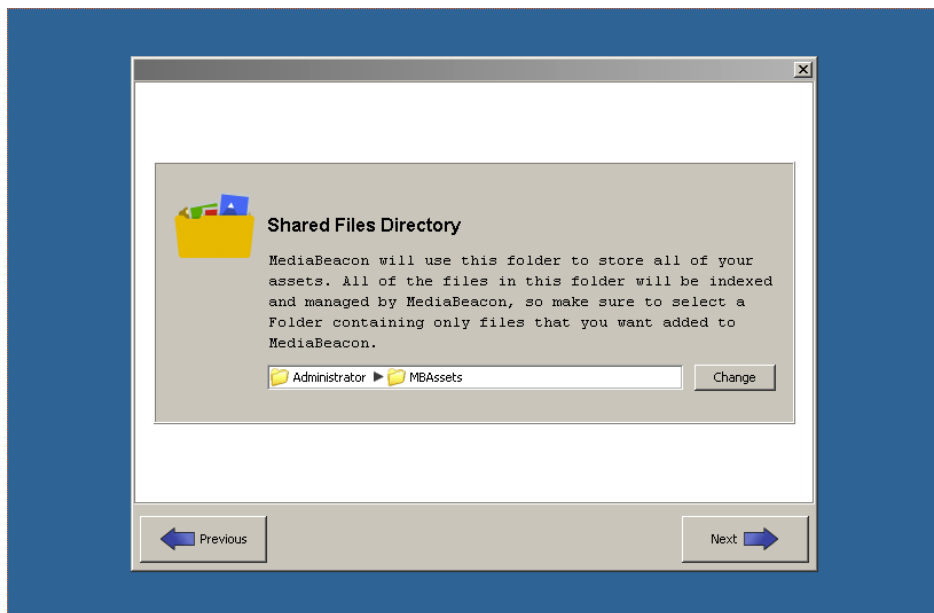 Shared Files Directory
MediaBeacon will use this folder to store all of your
assets. All of the files in this folder will be indexed
and managed by MediaBeacon, so make sure to select a
Folder containing only files that you want added to
MediaBeacon.
Administrator MBAssets Change
Previous Next